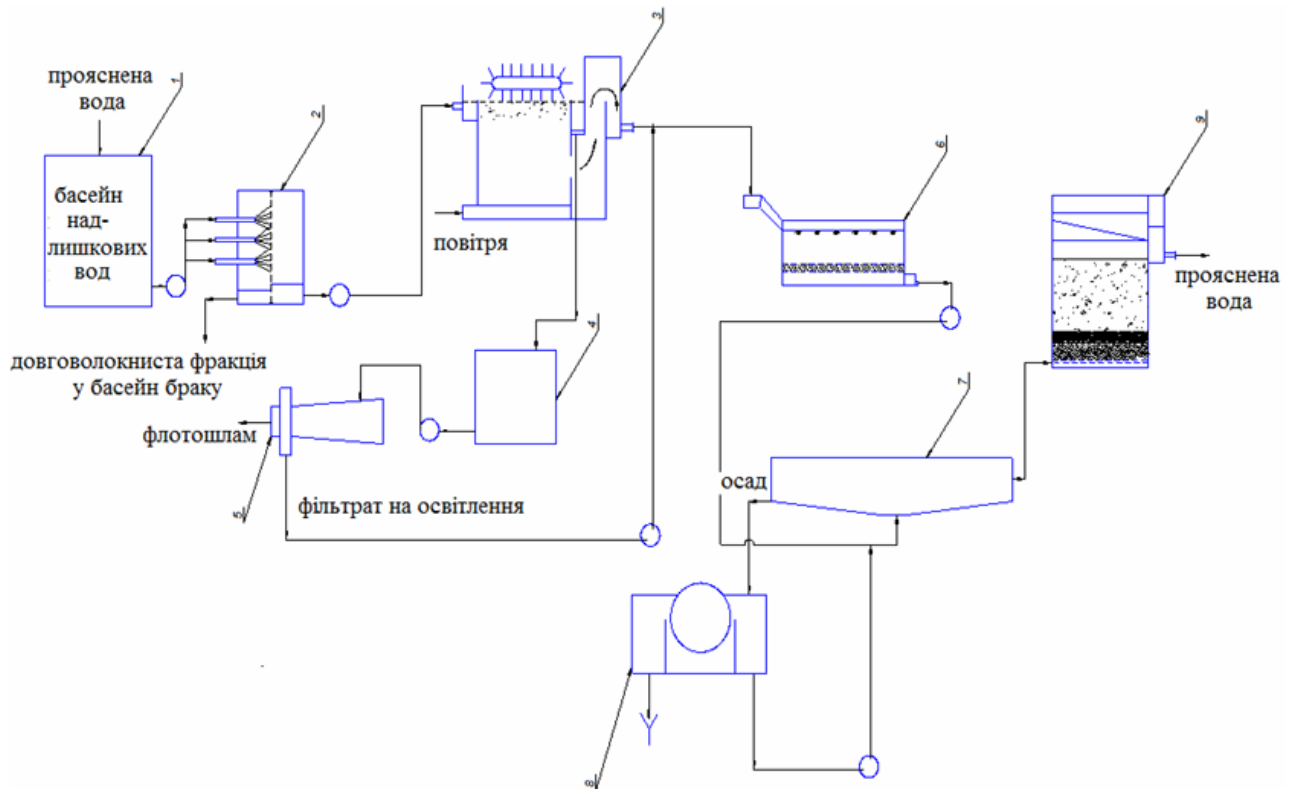 прояснена
вода
1
2
3
басейн
над-
лишкових
вод
повітря
6
9
прояснена
вода
довговолокниста фракція
у басейн браку
4
флотошлам
5
фільтрат на освітлення
осад
7
8